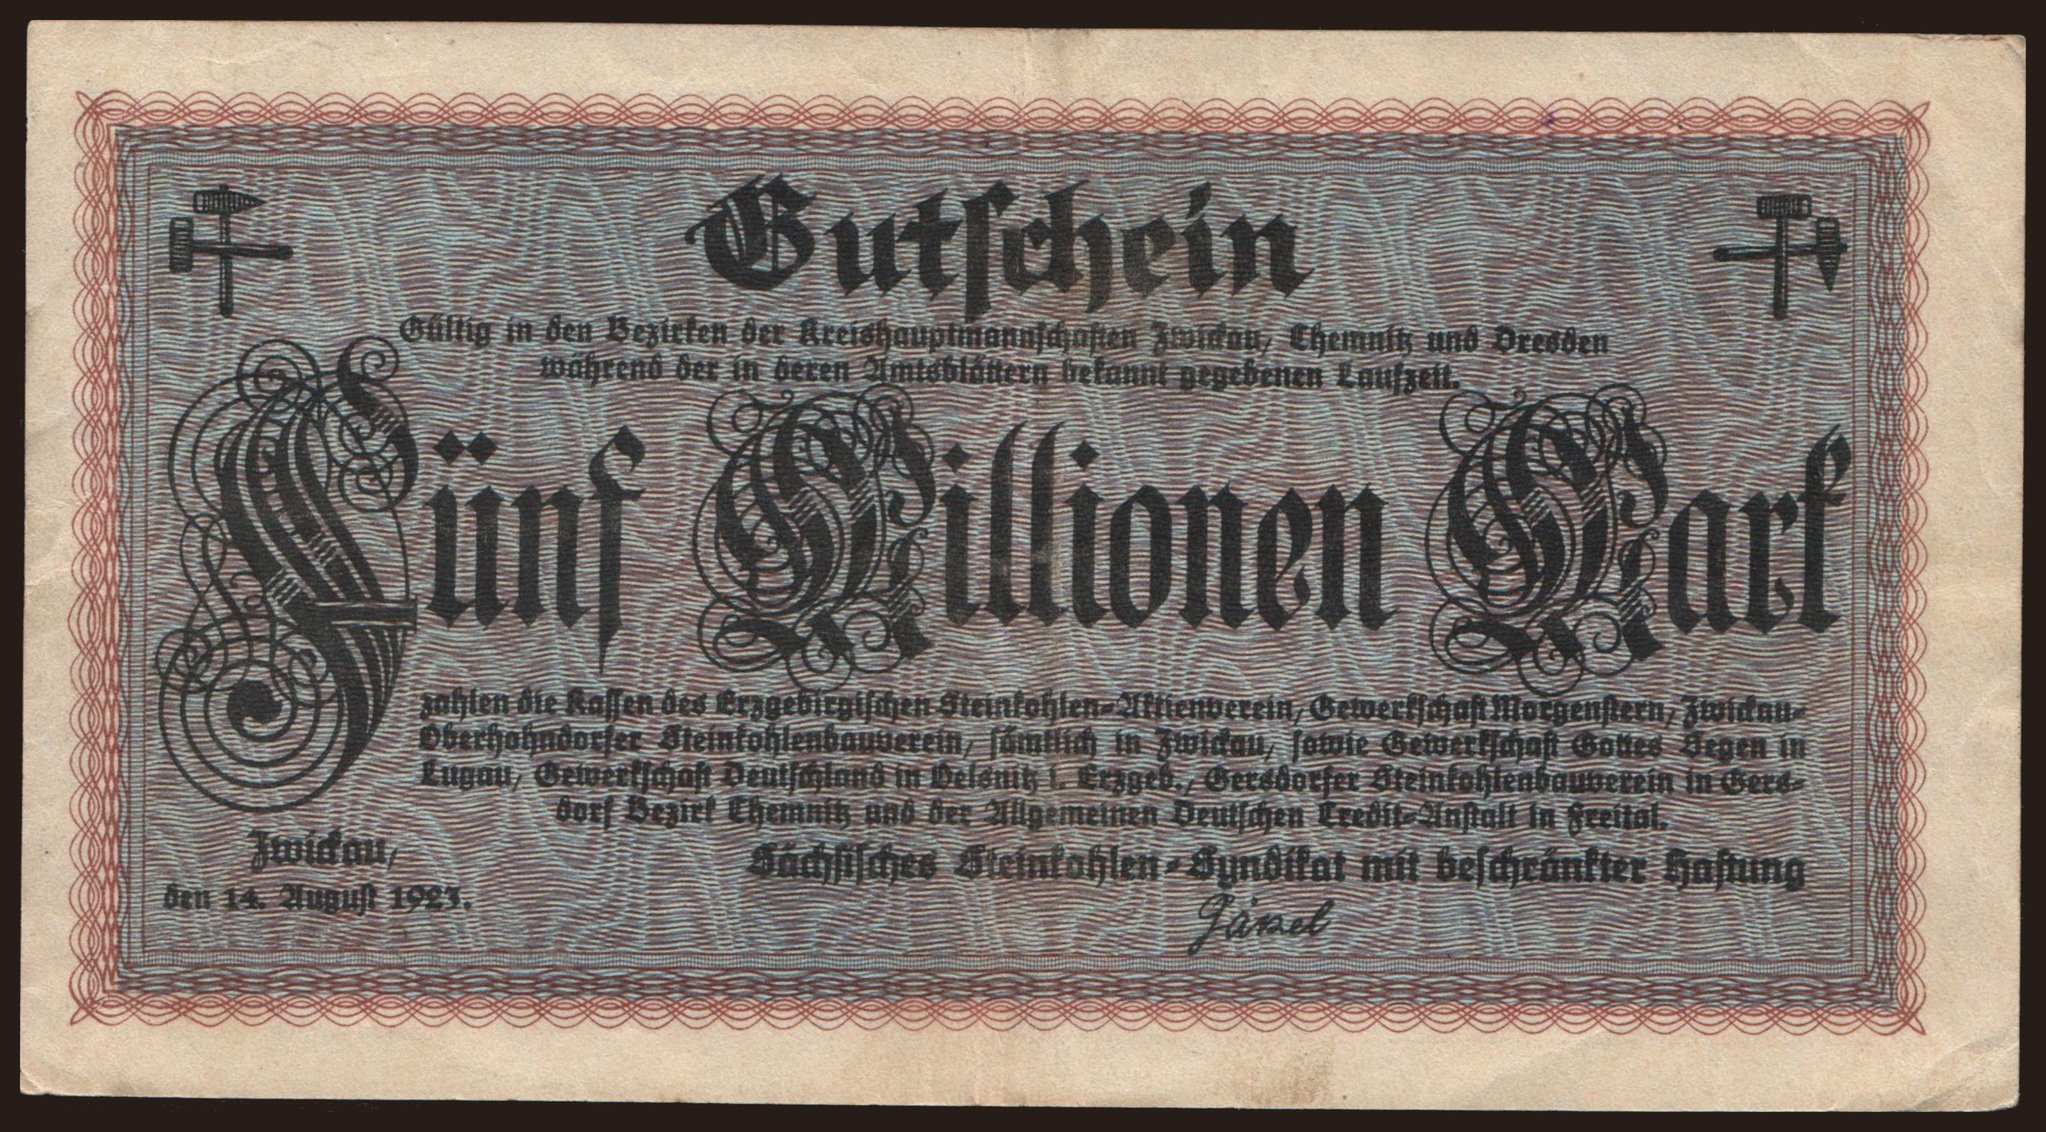 Gutschein
Gültig in den Bezirken der Kreishauptmannschaften Zwickau, Chemnitz und Dresden
während der in deren Amtsblättern bekannt gegebenen Laufzeit.
Fünf Millionen Mark
zahlen die Kassen des Erzgebirgischen Steinkohlen-Aktienverein, Gewerkschaft Morgenstern, Zwickau-
Oberhohndorfer Steinkohlenbauverein, sämtlich in Zwickau, sowie Gewerkschaft Gottes Segen in
Lugau, Gewerkschaft Deutschland in Oelsnitz i. Erzgeb., Gersdorfer Steinkohlenbauverein in Gers-
dorf Bezirk Chemnitz und der Allgemeinen Deutschen Credit-Anstalt in Freital.
Zwickau,
den 14. August 1923.
Sächsisches Steinkohlen-Syndikat mit beschränkter Haftung